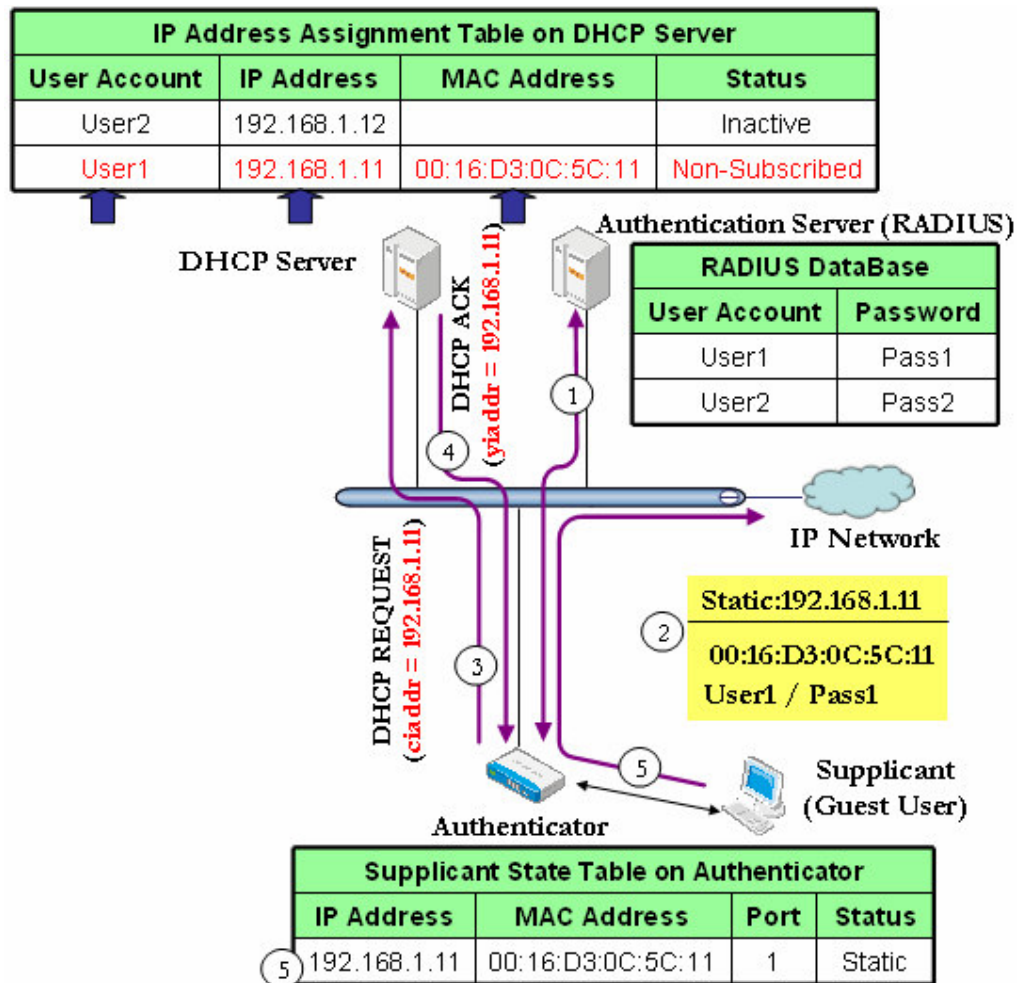 IP Address Assignment Table on DHCP Server
User Account IP Address MAC Address Status
User2 192.168.1.12 Inactive
User1 192.168.1.11 00:16:D3:0C:5C:11 Non-Subscribed
DHCP Server
DHCP ACK
(yiaddr = 192.168.1.11)
Authentication Server (RADIUS)
RADIUS DataBase
User Account Password
User1 Pass1
User2 Pass2
1
4
IP Network
DHCP REQUEST
(ciaddr = 192.168.1.11)
3
2
Static:192.168.1.11
00:16:D3:0C:5C:11
User1 / Pass1
5
Supplicant
(Guest User)
Authenticator
Supplicant State Table on Authenticator
IP Address MAC Address Port Status
5 192.168.1.11 00:16:D3:0C:5C:11 1 Static